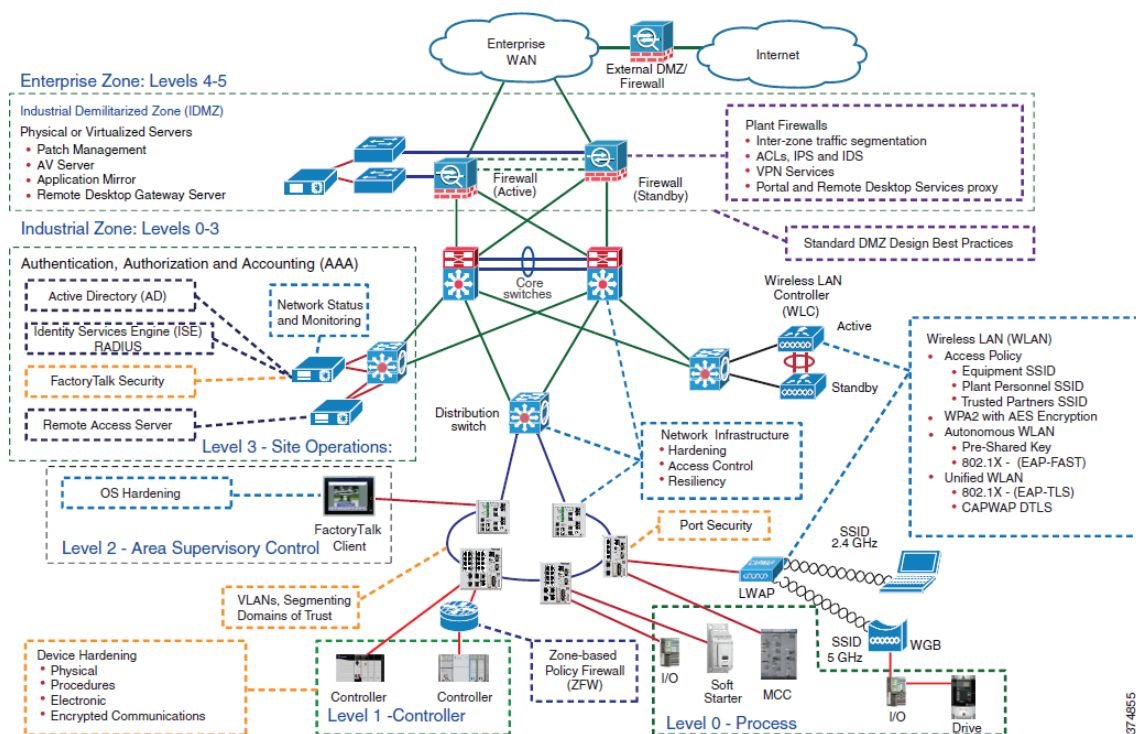 Enterprise
WAN
Internet
External DMZ/
Firewall
Enterprise Zone: Levels 4-5
Industrial Demilitarized Zone (IDMZ)
Physical or Virtualized Servers
• Patch Management
• AV Server
• Application Mirror
• Remote Desktop Gateway Server
Firewall
(Active)
Firewall
(Standby)
Plant Firewalls
• Inter-zone traffic segmentation
• ACLs, IPS and IDS
• VPN Services
• Portal and Remote Desktop Services proxy
Standard DMZ Design Best Practices
Industrial Zone: Levels 0-3
Authentication, Authorization and Accounting (AAA)
Active Directory (AD)
Identity Services Engine (ISE)
RADIUS
FactoryTalk Security
Remote Access Server
Network Status
and Monitoring
Level 3 - Site Operations:
Core
switches
Distribution
switch
Wireless LAN
Controller
(WLC)
Active
Standby
Wireless LAN (WLAN)
• Access Policy
• Equipment SSID
• Plant Personnel SSID
• Trusted Partners SSID
• WPA2 with AES Encryption
• Autonomous WLAN
• Pre-Shared Key
• 802.1X - (EAP-FAST)
• Unified WLAN
• 802.1X - (EAP-TLS)
• CAPWAP DTLS
Network Infrastructure
• Hardening
• Access Control
• Resiliency
OS Hardening
FactoryTalk
Client
Level 2 - Area Supervisory Control
Port Security
VLANs, Segmenting
Domains of Trust
Zone-based
Policy Firewall
(ZFW)
Device Hardening
• Physical
• Procedures
• Electronic
• Encrypted Communications
Controller
Controller
Level 1 -Controller
I/O
Soft
Starter
MCC
Level 0 - Process
CAPWAP
LWAP
SSID
2.4 GHz
SSID
5 GHz
WGB
I/O
Drive
374855